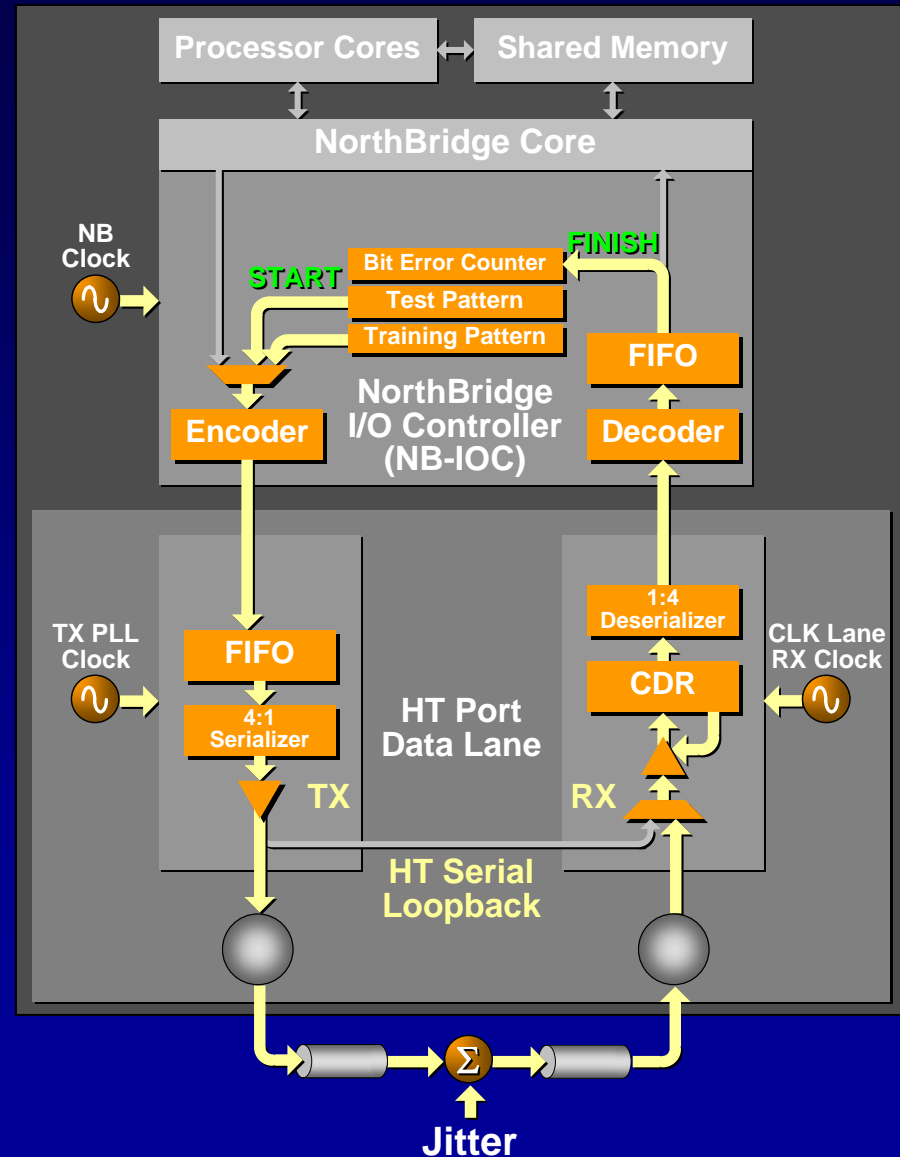 Processor Cores
Shared Memory
NorthBridge Core
NB
Clock
START
FINISH
Bit Error Counter
Test Pattern
Training Pattern
FIFO
NorthBridge
I/O Controller
(NB-IOC)
Encoder
Decoder
TX PLL
Clock
FIFO
4:1
Serializer
TX
HT Port
Data Lane
1:4
Deserializer
CDR
RX
CLK Lane
RX Clock
HT Serial
Loopback
Σ
Jitter